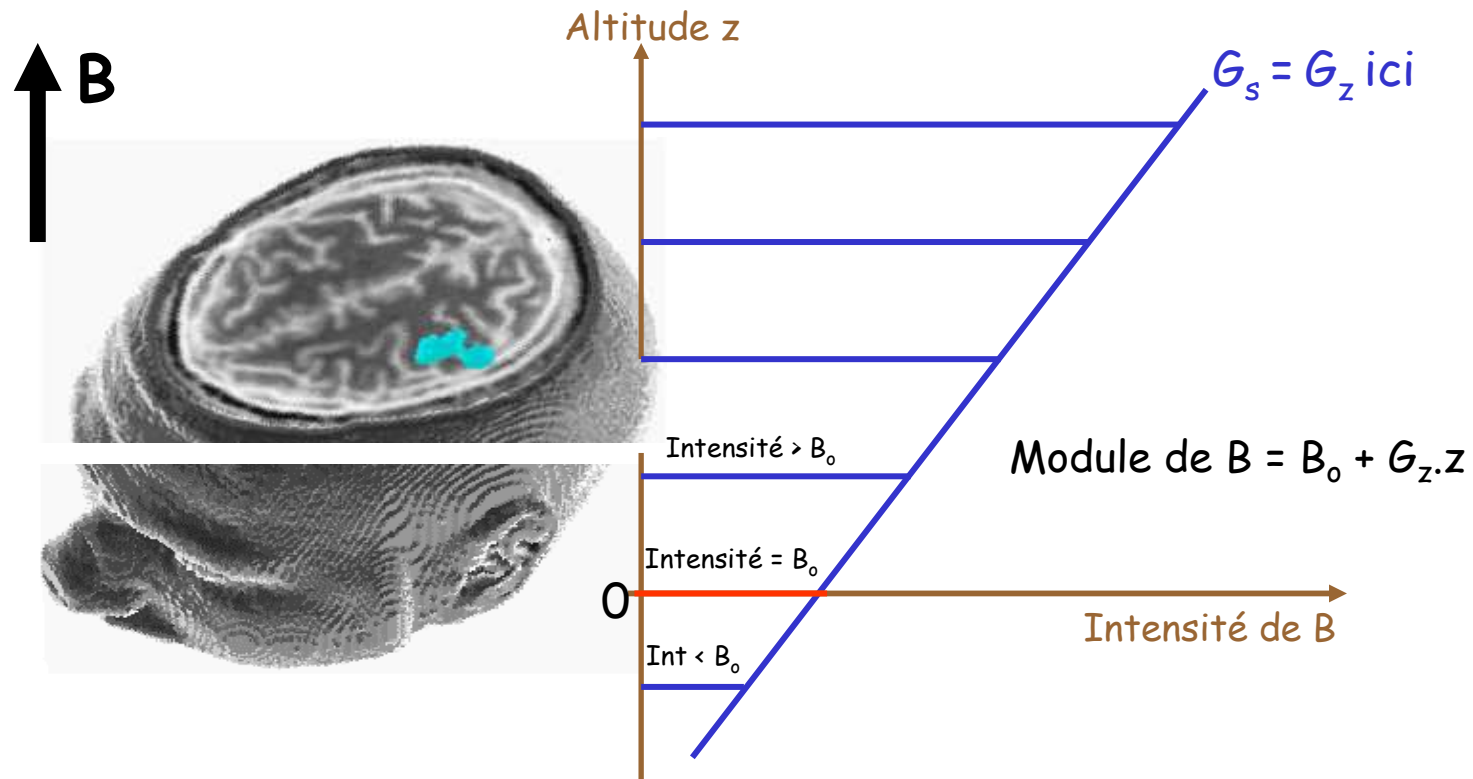 Altitude z
B
Gs = Gz ici
Intensité > Bo
Module de B = Bo + Gz.z
Intensité = Bo
0
Intensité de B
Int < Bo